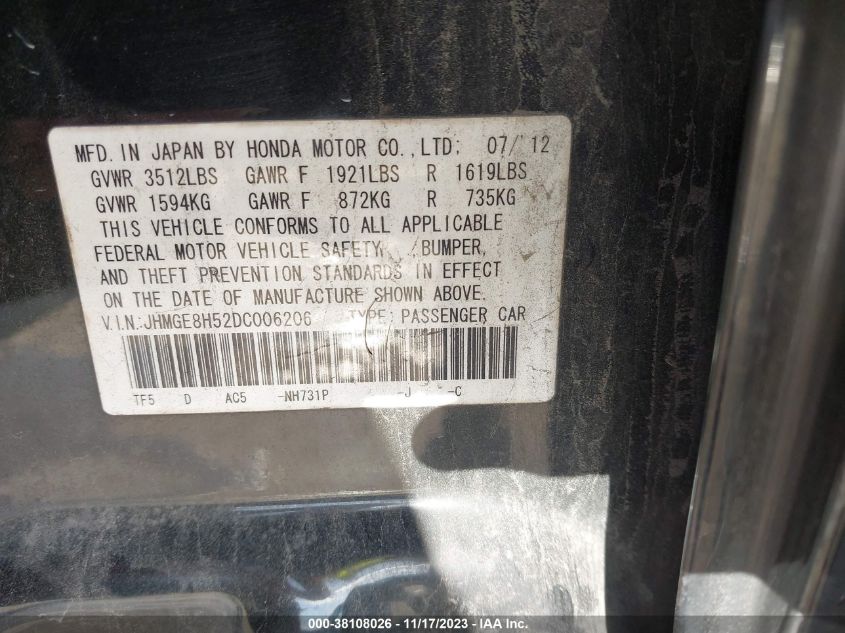 MFD. IN JAPAN BY HONDA MOTOR CO., LTD: 07/'12
GVWR 3512LBS GAWR F 1921LBS R 1619LBS
GVWR 1594KG GAWR F 872KG R 735KG
THIS VEHICLE CONFORMS TO ALL APPLICABLE
FEDERAL MOTOR VEHICLE SAFETY, BUMPER,
AND THEFT PREVENTION STANDARDS IN EFFECT
ON THE DATE OF MANUFACTURE SHOWN ABOVE.
V.I.N.:JHMGE8H52DC006206 TYPE: PASSENGER CAR
TF5 D AC5 -NH731P -J -C
000-38108026 - 11/17/2023 - IAA Inc.